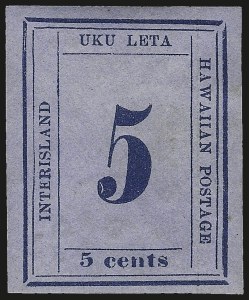 UKU LETA
INTERISLAND
5
HAWAIIAN POSTAGE
5 cents